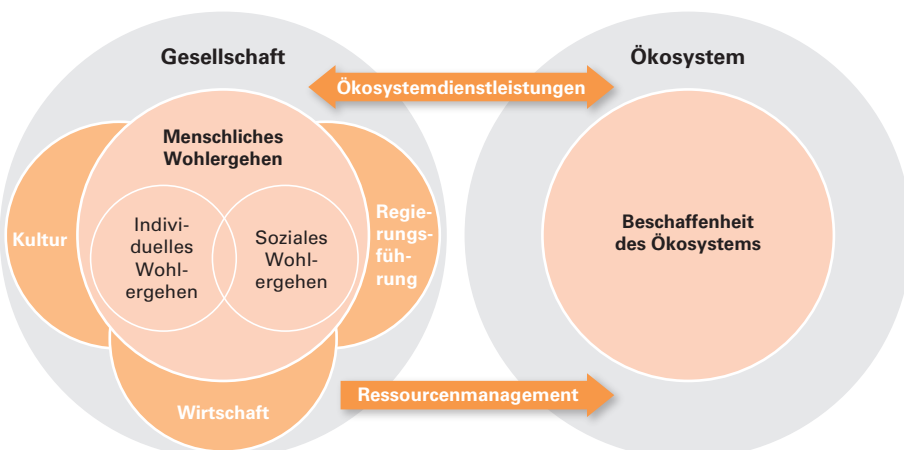 Gesellschaft
Ökosystem
Ökosystemdienstleistungen
Menschliches
Wohlergehen
Kultur
Indivi-
duelles
Wohl-
ergehen
Soziales
Wohl-
ergehen
Regie-
rungs-
füh-
rung
Beschaffenheit
des Ökosystems
Wirtschaft
Ressourcenmanagement